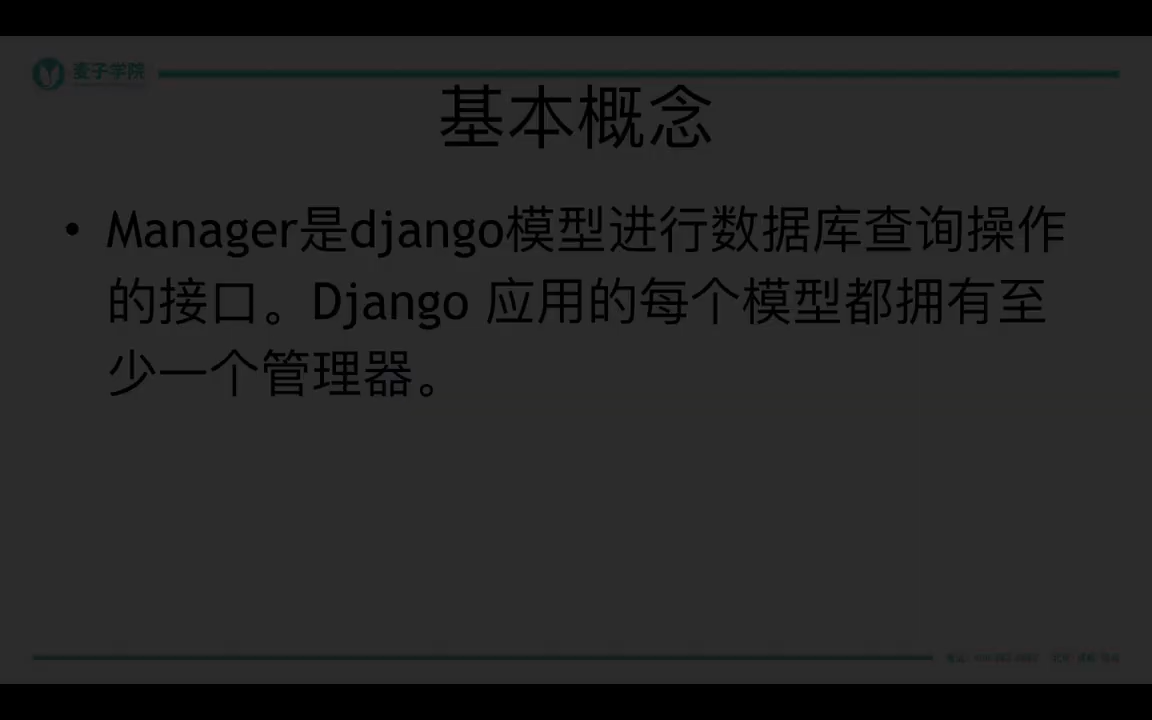 麦子学院
基本概念
• Manager是django模型进行数据库查询操作
的接口。Django 应用的每个模型都拥有至
少一个管理器。